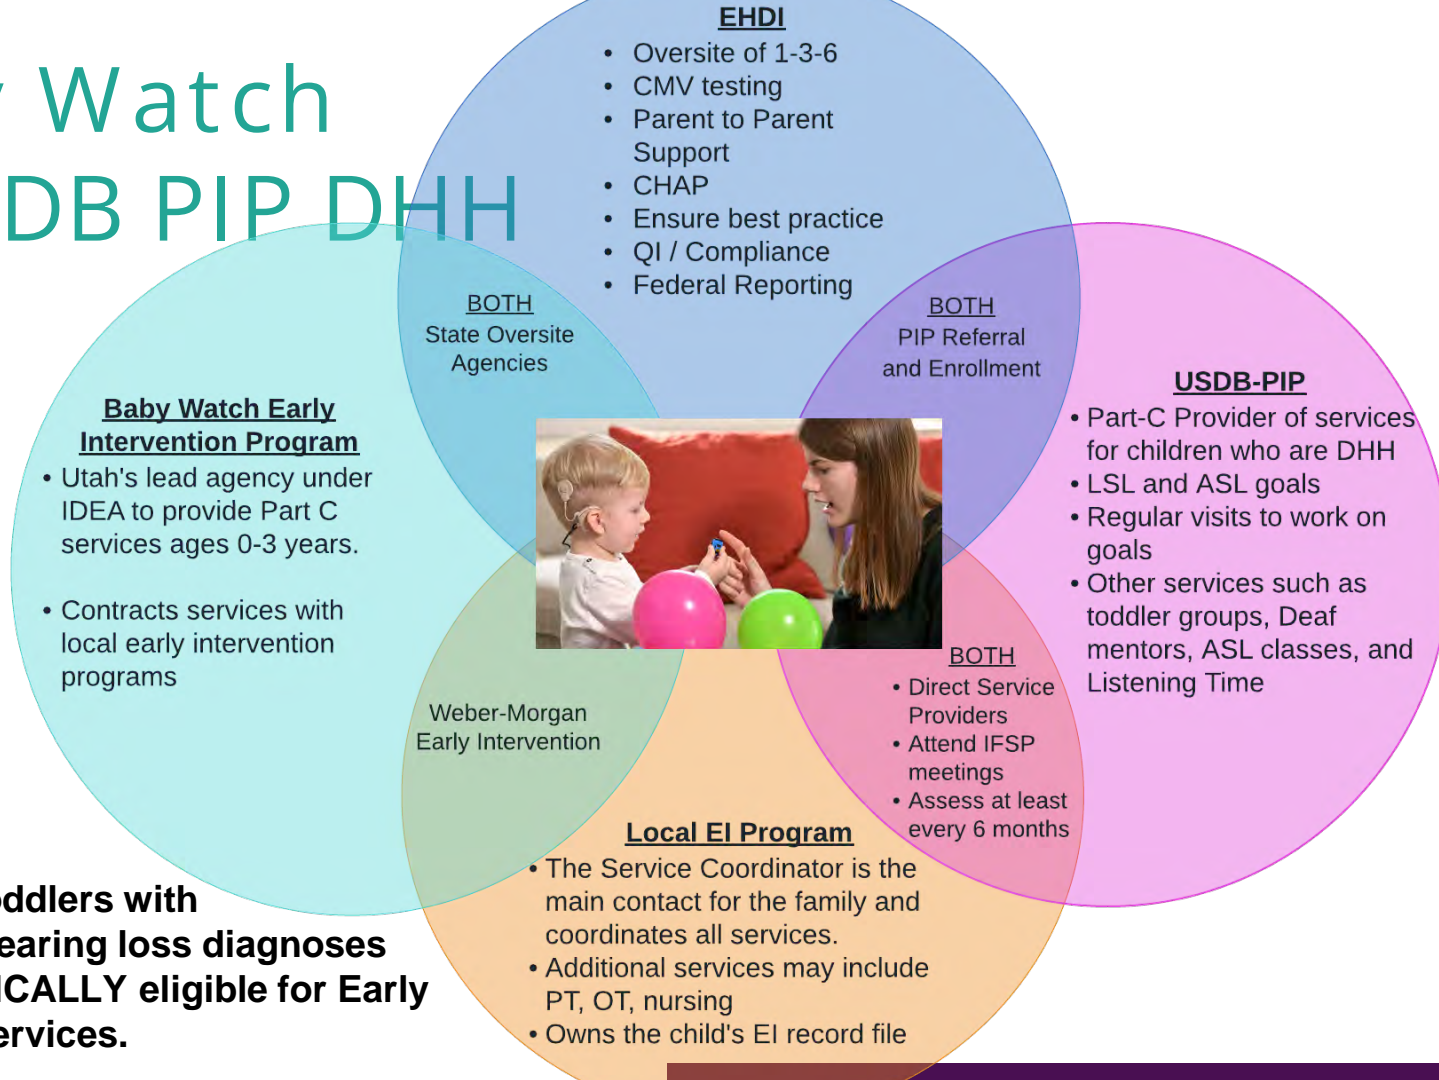 Watch
DB PIP DHH
EHDI
• Oversite of 1-3-6
• CMV testing
• Parent to Parent
Support
• CHAP
• Ensure best practice
• QI / Compliance
• Federal Reporting
BOTH
State Oversite
Agencies
BOTH
PIP Referral
and Enrollment
Baby Watch Early
Intervention Program
• Utah's lead agency under
IDEA to provide Part C
services ages 0-3 years.
• Contracts services with
local early intervention
programs
USDB-PIP
• Part-C Provider of services
for children who are DHH
• LSL and ASL goals
• Regular visits to work on
goals
• Other services such as
toddler groups, Deaf
mentors, ASL classes, and
Listening Time
Weber-Morgan
Early Intervention
BOTH
• Direct Service
Providers
• Attend IFSP
meetings
• Assess at least
every 6 months
Local EI Program
• The Service Coordinator is the
main contact for the family and
coordinates all services.
• Additional services may include
PT, OT, nursing
• Owns the child's EI record file
ddlers with
earing loss diagnoses
ICALLY eligible for Early
ervices.